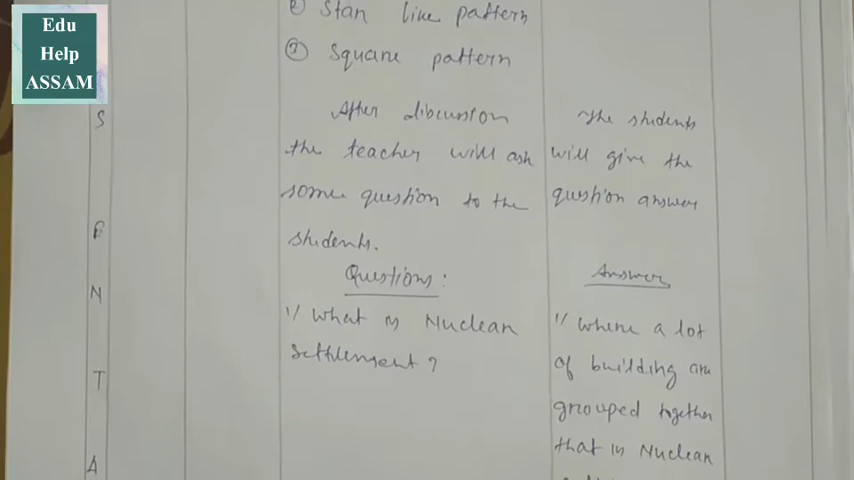 Edu
Help
ASSAM
Star line pattern
Square pattern
After discussion
the teacher will ask
some question to the
students.
Questions:
1/ What is Nuclear
settlement?
The students
will give the
question answer
Answer
1/ Where a lot
of building are
grouped together
that is Nuclear
S
E
N
T
A